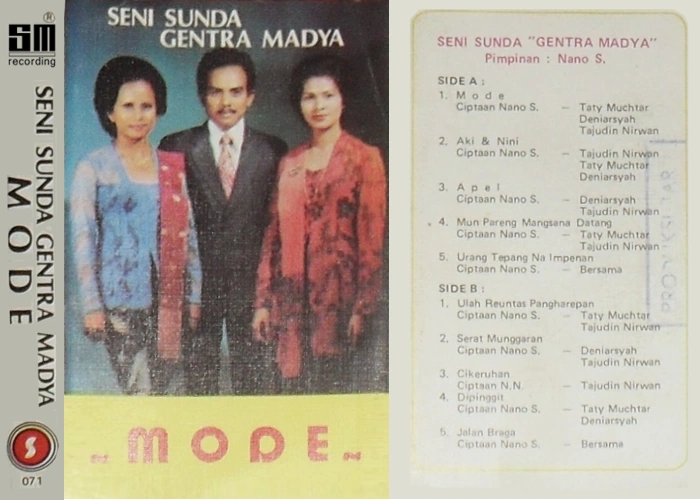 SM®
recording
SENI SUNDA GENTRA MADYA
MODE
S
071
SENI SUNDA
GENTRA MADYA
~MODE~
SENI SUNDA "GENTRA MADYA"
Pimpinan : Nano S.
SIDE A :
1. Mode
Ciptaan Nano S. — Taty Muchtar
Deniarsyah
Tajudin Nirwan
2. Aki & Nini
Ciptaan Nano S. — Tajudin Nirwan
Taty Muchtar
Deniarsyah
3. Apel
Ciptaan Nano S. — Deniarsyah
Tajudin Nirwan
4. Mun Pareng Mangsana Datang
Ciptaan Nano S. — Taty Muchtar
Tajudin Nirwan
5. Urang Tepang Na Impenan
Ciptaan Nano S. — Bersama
SIDE B :
1. Ulah Reuntas Pangharepan
Ciptaan Nano S. — Taty Muchtar
Tajudin Nirwan
2. Serat Munggaran
Ciptaan Nano S. — Deniarsyah
Tajudin Nirwan
3. Cikeruhan
Ciptaan N.N. — Tajudin Nirwan
4. Dipinggit
Ciptaan Nano S. — Taty Muchtar
Deniarsyah
5. Jalan Braga
Ciptaan Nano S. — Bersama